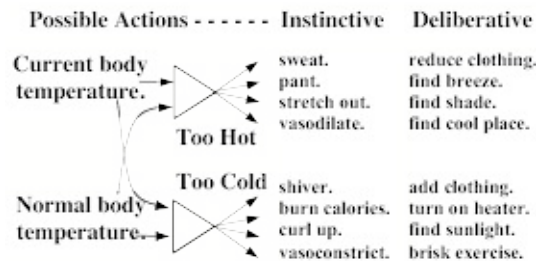 Possible Actions - - - - - - Instinctive Deliberative
sweat. reduce clothing.
Current body pant. find breeze.
temperature. stretch out. find shade.
vasodilate. find cool place.
Too Hot
Too Cold shiver. add clothing.
Normal body burn calories. turn on heater.
temperature. curl up. find sunlight.
vasoconstrict. brisk exercise.